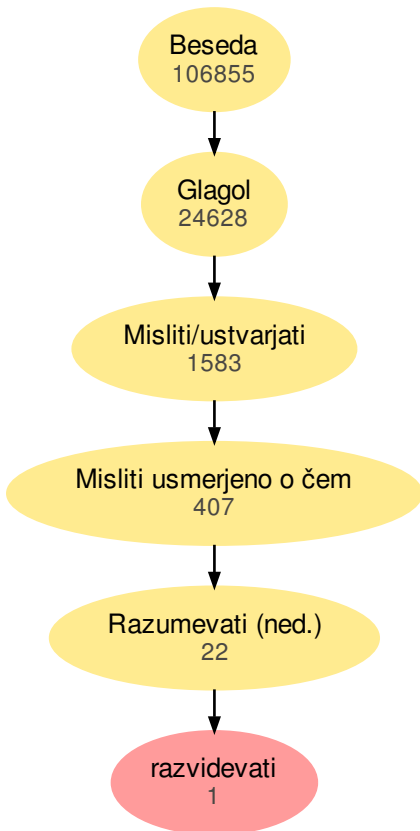 Beseda
106855
Glagol
24628
Misliti/ustvarjati
1583
Misliti usmerjeno o čem
407
Razumevati (ned.)
22
razvidevati
1